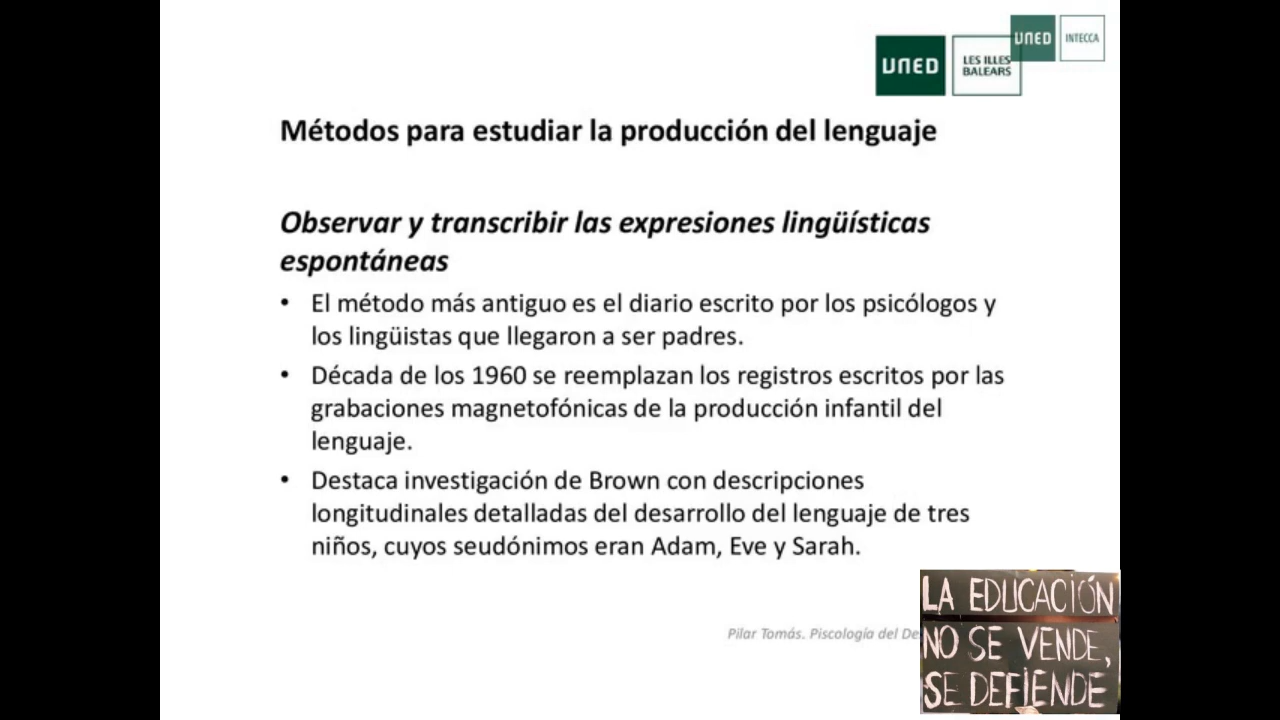 UNED
LES ILLES
BALEARS
UNED
INTECCA
Métodos para estudiar la producción del lenguaje
Observar y transcribir las expresiones lingüísticas
espontáneas
• El método más antiguo es el diario escrito por los psicólogos y
los lingüistas que llegaron a ser padres.
• Década de los 1960 se reemplazan los registros escritos por las
grabaciones magnetofónicas de la producción infantil del
lenguaje.
• Destaca investigación de Brown con descripciones
longitudinales detalladas del desarrollo del lenguaje de tres
niños, cuyos seudónimos eran Adam, Eve y Sarah.
Pilar Tomás. Piscología del
LA EDUCACIÓN
NO SE VENDE,
SE DEFIENDE